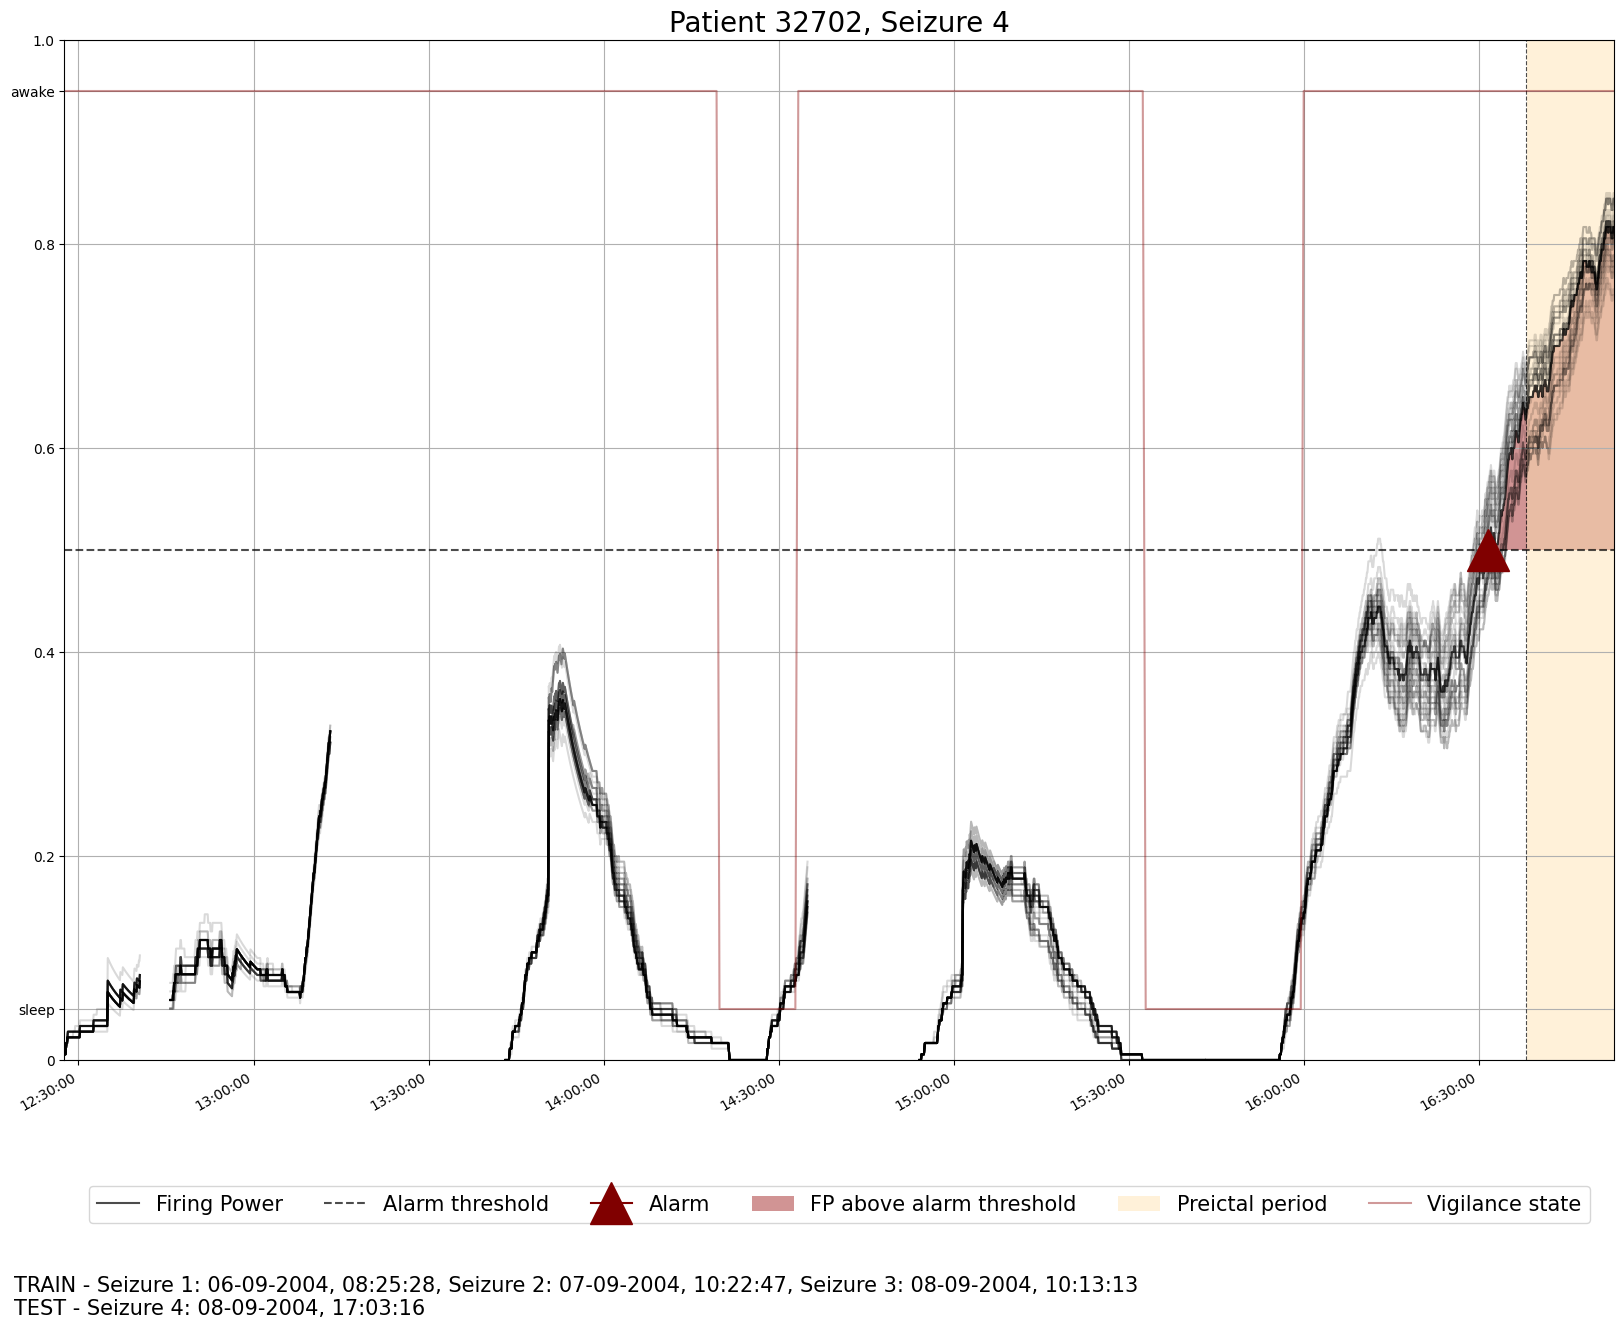 Patient 32702, Seizure 4
1.0
awake
0.8
0.6
0.4
0.2
sleep
0
12:30:00 13:00:00 13:30:00 14:00:00 14:30:00 15:00:00 15:30:00 16:00:00 16:30:00
Firing Power Alarm threshold Alarm FP above alarm threshold Preictal period Vigilance state
TRAIN - Seizure 1: 06-09-2004, 08:25:28, Seizure 2: 07-09-2004, 10:22:47, Seizure 3: 08-09-2004, 10:13:13
TEST - Seizure 4: 08-09-2004, 17:03:16